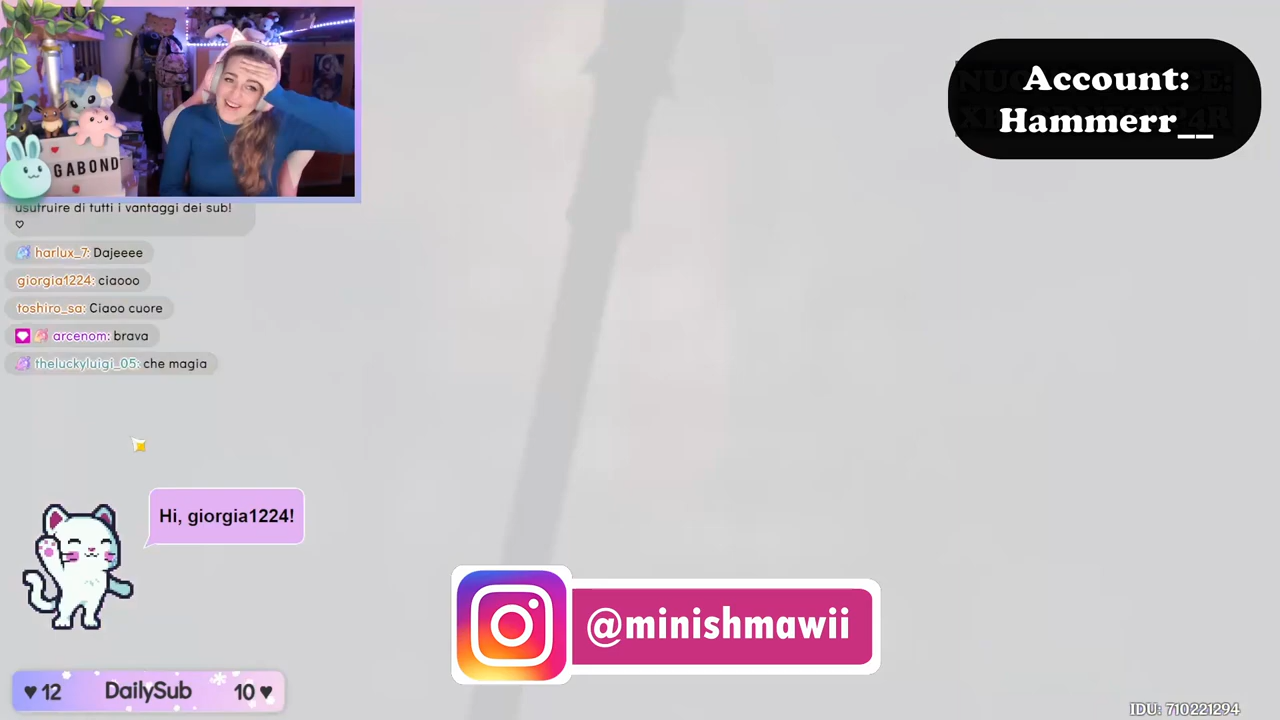 GABOND
Account:
Hammerr__
usufruire di tutti i vantaggi dei sub!
♡
harlux_7: Dajeeee
giorgia1224: ciaooo
toshiro_sa: Ciaoo cuore
arcenom: brava
theluckyluigi_05: che magia
Hi, giorgia1224!
@minishmawii
♥ 12 DailySub 10 ♥
IDU: 710221294